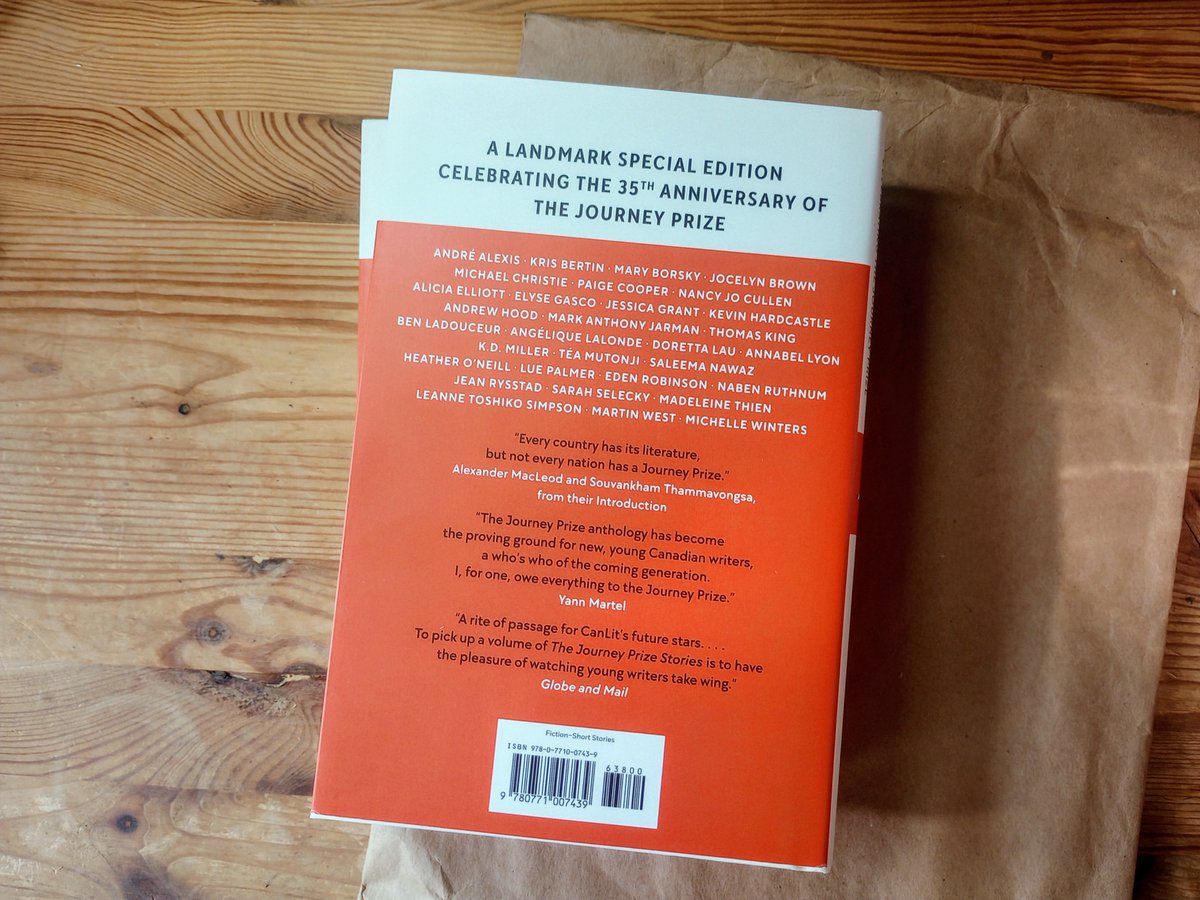 A LANDMARK SPECIAL EDITION
CELEBRATING THE 35TH ANNIVERSARY OF
THE JOURNEY PRIZE
ANDRÉ ALEXIS · KRIS BERTIN · MARY BORSKY · JOCELYN BROWN
MICHAEL CHRISTIE · PAIGE COOPER · NANCY JO CULLEN
ALICIA ELLIOTT · ELYSE GASCO · JESSICA GRANT · KEVIN HARDCASTLE
ANDREW HOOD · MARK ANTHONY JARMAN · THOMAS KING
BEN LADOUCEUR · ANGÉLIQUE LALONDE · DORETTA LAU · ANNABEL LYON
K.D. MILLER · TÉA MUTONJI · SALEEMA NAWAZ
HEATHER O'NEILL · LUE PALMER · EDEN ROBINSON · NABEN RUTHNUM
JEAN RYSSTAD · SARAH SELECKY · MADELEINE THIEN
LEANNE TOSHIKO SIMPSON · MARTIN WEST · MICHELLE WINTERS
"Every country has its literature,
but not every nation has a Journey Prize."
Alexander MacLeod and Souvankham Thammavongsa,
from their Introduction
"The Journey Prize anthology has become
the proving ground for new, young Canadian writers,
a who's who of the coming generation.
I, for one, owe everything to the Journey Prize."
Yann Martel
"A rite of passage for CanLit's future stars. . . .
To pick up a volume of The Journey Prize Stories is to have
the pleasure of watching young writers take wing."
Globe and Mail
Fiction–Short Stories
ISBN 978-0-7710-0743-9
63800
9 780771 007439